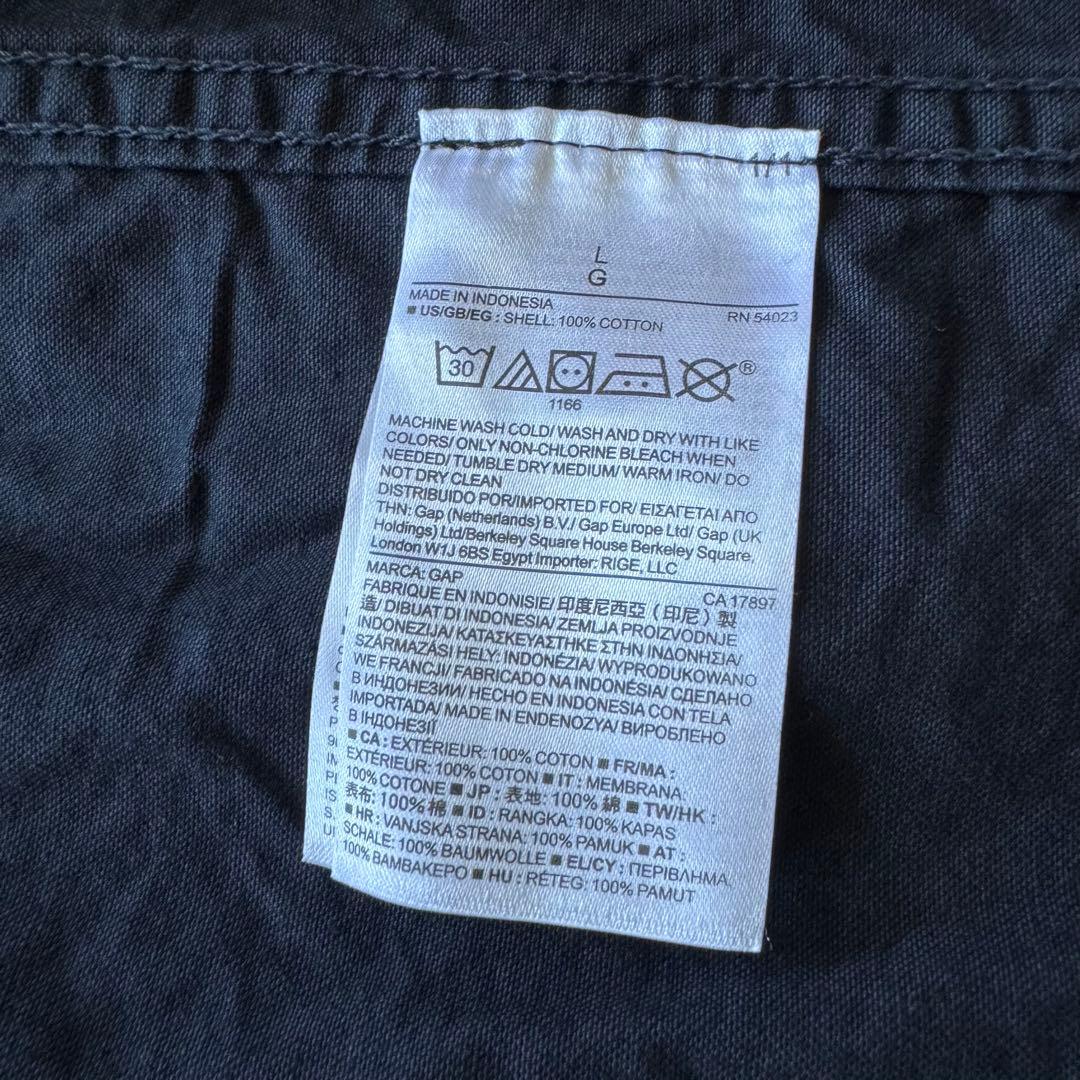 1/1
L
G
MADE IN INDONESIA
RN 54023
■ US/GB/EG : SHELL: 100% COTTON
30
®
1166
MACHINE WASH COLD/ WASH AND DRY WITH LIKE
COLORS/ ONLY NON-CHLORINE BLEACH WHEN
NEEDED/ TUMBLE DRY MEDIUM/ WARM IRON/ DO
NOT DRY CLEAN
DISTRIBUIDO POR/IMPORTED FOR/ ΕΙΣΑΓΕΤΑΙ ΑΠΟ
ΤΗΝ: Gap (Netherlands) B.V./ Gap Europe Ltd/ Gap (UK
Holdings) Ltd/Berkeley Square House Berkeley Square,
London W1J 6BS Egypt Importer: RIGE, LLC
MARCA: GAP
CA 17897
FABRIQUÉ EN INDONISIE/ 印度尼西亞 ( 印尼 ) 製
造/ DIBUAT DI INDONESIA/ ZEMLJA PROIZVODNJE
INDONEZIJA/ ΚΑΤΑΣΚΕΥΑΣΤΗΚΕ ΣΤΗΝ ΙΝΔΟΝΗΣΙΑ/
SZÁRMAZÁSI HELY: INDONÉZIA/ WYPRODUKOWANO
WE FRANCJI/ FABRICADO NA INDONÉSIA/ СДЕЛАНО
В ИНДОНЕЗИИ/ HECHO EN INDONESIA CON TELA
IMPORTADA/ MADE IN ENDENOZYA/ ВИРОБЛЕНО
В ІНДОНЕЗІЇ
■ CA : EXTÉRIEUR: 100% COTON ■ FR/MA :
EXTÉRIEUR: 100% COTON ■ IT : MEMBRANA:
100% COTONE ■ JP : 表地: 100% 綿 ■ TW/HK :
表布: 100% 棉 ■ ID : RANGKA: 100% KAPAS
■ HR : VANJSKA STRANA: 100% PAMUK ■ AT :
SCHALE: 100% BAUMWOLLE ■ EL/CY : ΠΕΡΙΒΛΗΜΑ:
100% ΒΑΜΒΑΚΕΡΟ ■ HU : RÉTEG: 100% PAMUT